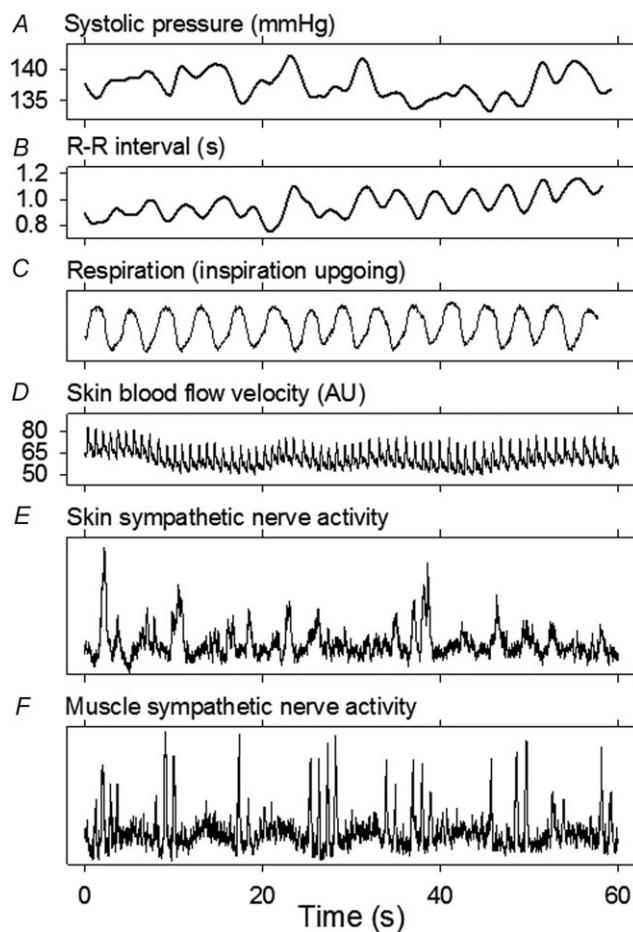 A Systolic pressure (mmHg)
140
135
B R-R interval (s)
1.2
1.0
0.8
C Respiration (inspiration upgoing)
D Skin blood flow velocity (AU)
80
65
50
E Skin sympathetic nerve activity
F Muscle sympathetic nerve activity
0 20 40 60
Time (s)